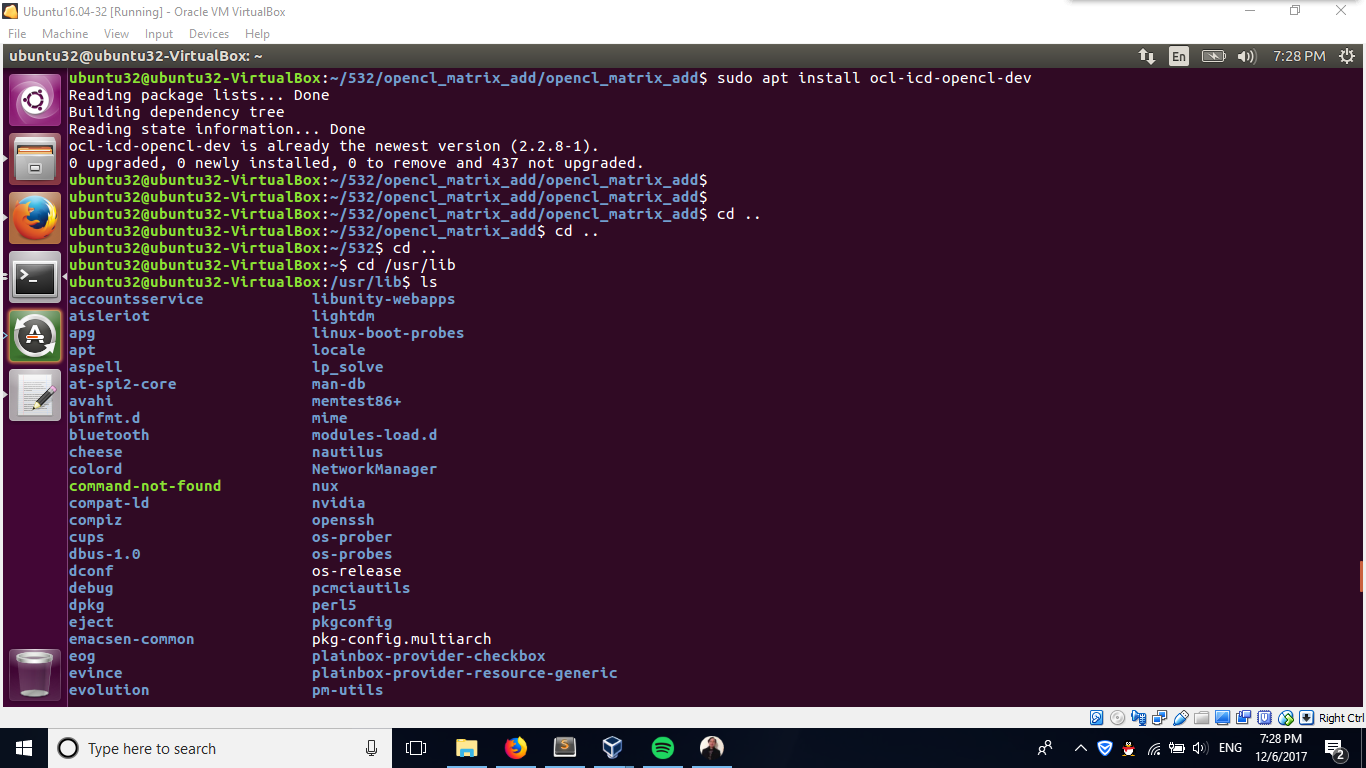 Ubuntu16.04-32 [Running] - Oracle VM VirtualBox
File Machine View Input Devices Help
ubuntu32@ubuntu32-VirtualBox: ~ En 7:28 PM
ubuntu32@ubuntu32-VirtualBox:~/532/opencl_matrix_add/opencl_matrix_add$ sudo apt install ocl-icd-opencl-dev
Reading package lists... Done
Building dependency tree
Reading state information... Done
ocl-icd-opencl-dev is already the newest version (2.2.8-1).
0 upgraded, 0 newly installed, 0 to remove and 437 not upgraded.
ubuntu32@ubuntu32-VirtualBox:~/532/opencl_matrix_add/opencl_matrix_add$
ubuntu32@ubuntu32-VirtualBox:~/532/opencl_matrix_add/opencl_matrix_add$
ubuntu32@ubuntu32-VirtualBox:~/532/opencl_matrix_add/opencl_matrix_add$ cd ..
ubuntu32@ubuntu32-VirtualBox:~/532/opencl_matrix_add$ cd ..
ubuntu32@ubuntu32-VirtualBox:~/532$ cd ..
ubuntu32@ubuntu32-VirtualBox:~$ cd /usr/lib
ubuntu32@ubuntu32-VirtualBox:/usr/lib$ ls
accountsservice libunity-webapps
aisleriot lightdm
apg linux-boot-probes
apt locale
aspell lp_solve
at-spi2-core man-db
avahi memtest86+
binfmt.d mime
bluetooth modules-load.d
cheese nautilus
colord NetworkManager
command-not-found nux
compat-ld nvidia
compiz openssh
cups os-prober
dbus-1.0 os-probes
dconf os-release
debug pcmciautils
dpkg perl5
eject pkgconfig
emacsen-common pkg-config.multiarch
eog plainbox-provider-checkbox
evince plainbox-provider-resource-generic
evolution pm-utils
Right Ctrl
Type here to search
ENG
7:28 PM
12/6/2017
2